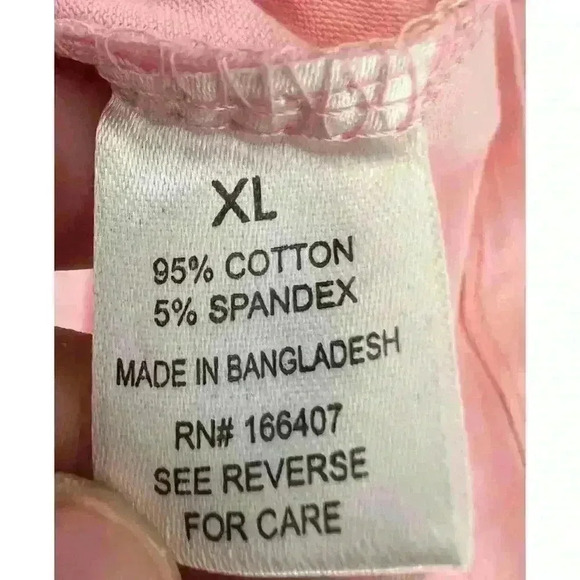 XL
95% COTTON
5% SPANDEX
MADE IN BANGLADESH
RN# 166407
SEE REVERSE
FOR CARE